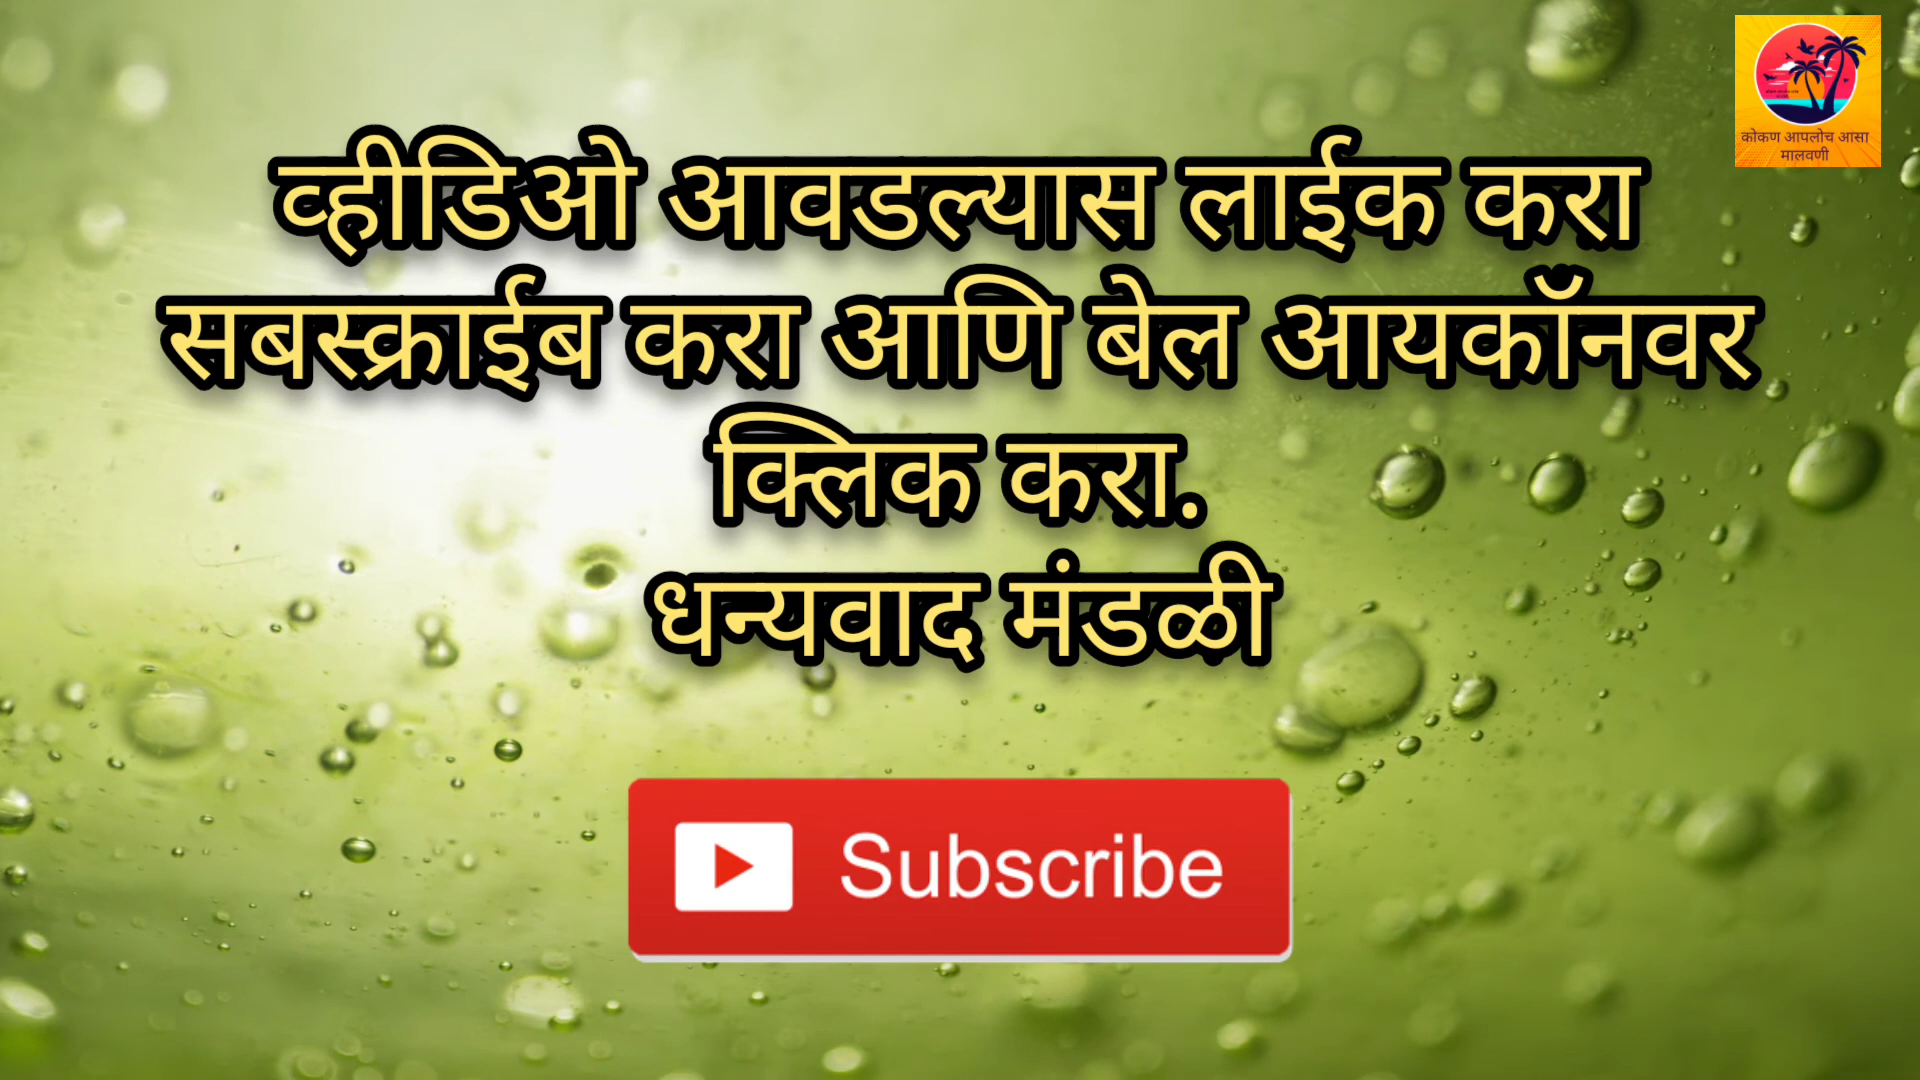 कोकण आपलोच आसा
मालवणी
व्हीडिओ आवडल्यास लाईक करा
सबस्क्राईब करा आणि बेल आयकॉनवर
क्लिक करा.
धन्यवाद मंडळी
Subscribe